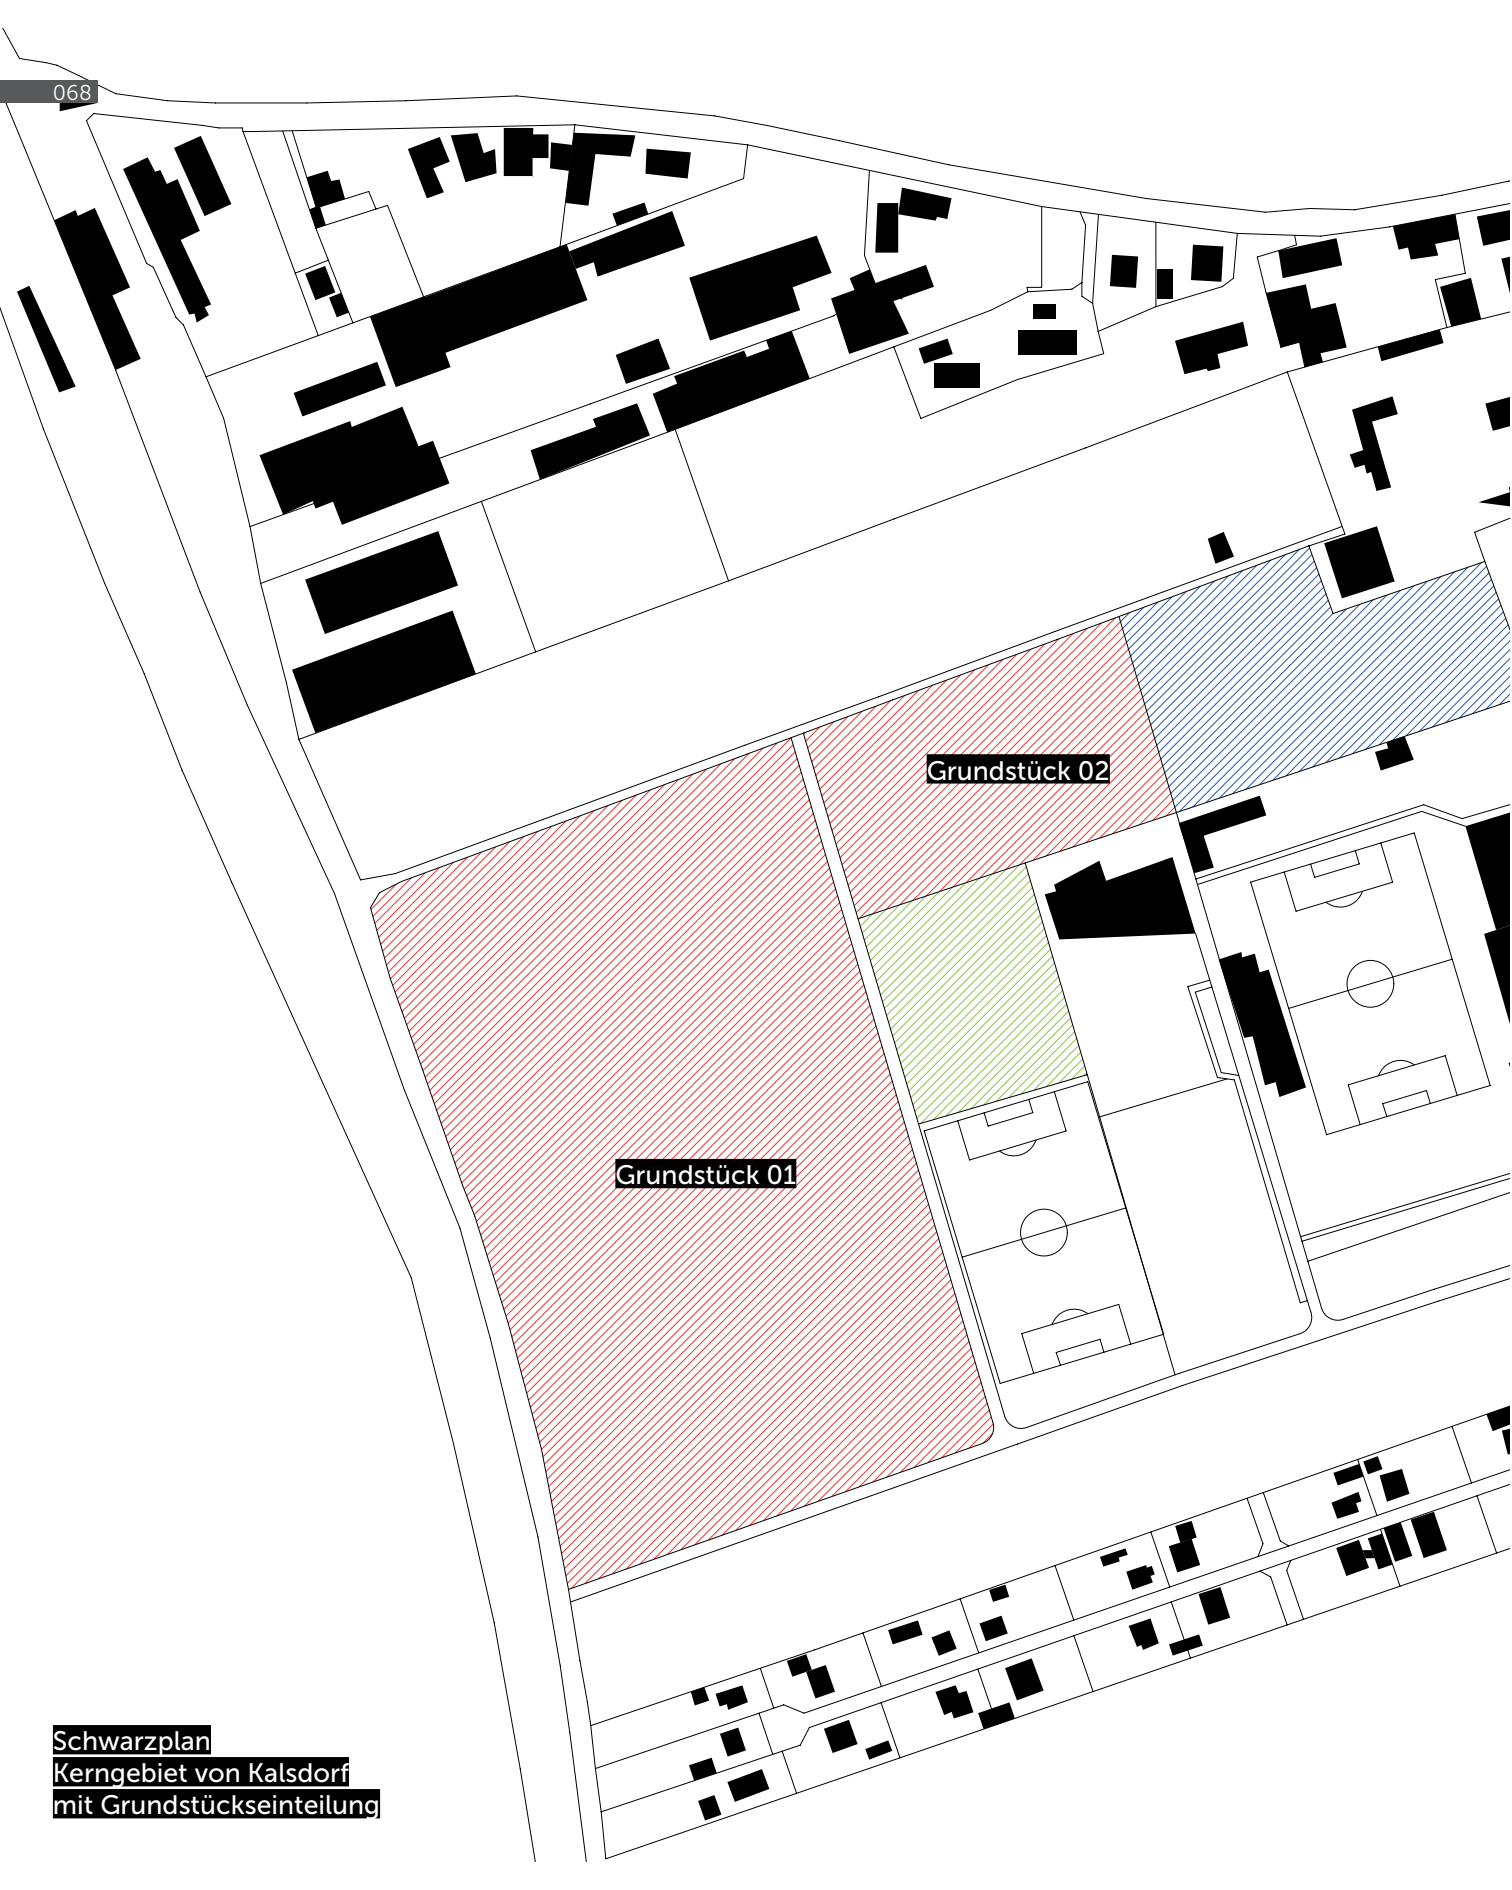 068
Grundstück 02
Grundstück 01
Schwarzplan
Kerngebiet von Kalsdorf
mit Grundstückseinteilung